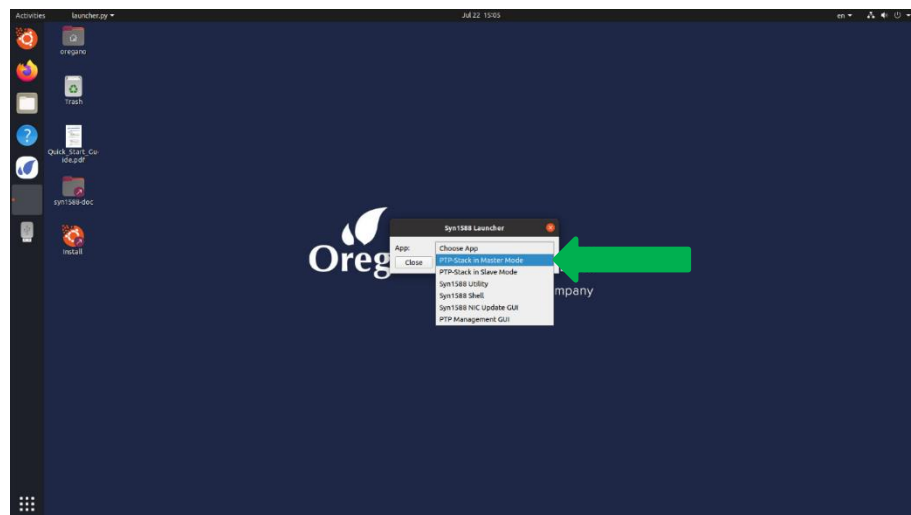 Activities launcher.py Jul 22 15:05 en
oregano
Trash
Quick_Start_Gu
ide.pdf
syn1588-doc
Install
Syn1588 Launcher
App: Choose App
Close
PTP-Stack in Master Mode
PTP-Stack in Slave Mode
Syn1588 Utility
Syn1588 Shell
Syn1588 NIC Update GUI
PTP Management GUI
Oreg
mpany